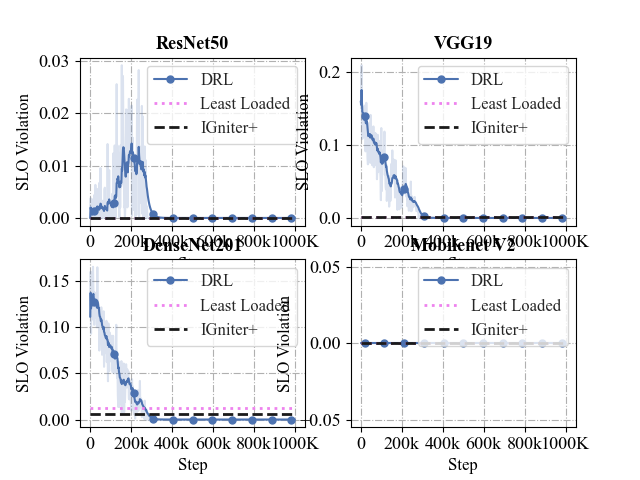 ResNet50
0.03
0.02
0.01
0.00
SLO Violation
DRL
Least Loaded
IGniter+
0
200k
400k
600k
800k
1000K
VGG19
0.2
0.1
0.0
SLO Violation
DRL
Least Loaded
IGniter+
0
200k
400k
600k
800k
1000K
DenseNet201
0.15
0.10
0.05
0.00
SLO Violation
DRL
Least Loaded
IGniter+
0
200k
400k
600k
800k
1000K
Step
Mobilenet V2
0.05
0.00
-0.05
SLO Violation
DRL
Least Loaded
IGniter+
0
200k
400k
600k
800k
1000K
Step